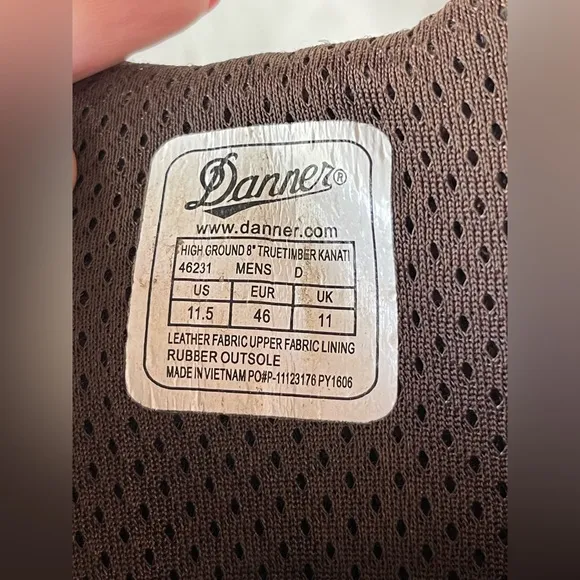 Danner®
www.danner.com
HIGH GROUND 8" TRUETIMBER KANATI
46231 MENS D
US EUR UK
11.5 46 11
LEATHER FABRIC UPPER FABRIC LINING
RUBBER OUTSOLE
MADE IN VIETNAM PO#P-11123176 PY1606